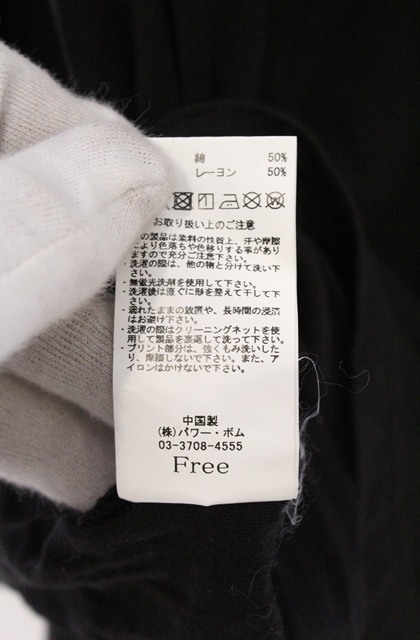 綿 50%
レーヨン 50%
お取り扱い上のご注意
の製品は染料の性質上、汗や摩擦
により色落ちや色移りする事があり
ますので充分ご注意下さい。
・洗濯の際は、他の物と分けて洗い下
さい。
・無蛍光洗剤を使用して下さい。
・洗濯後は直ぐに形を整えて干して下
さい。
・濡れたままの放置や、長時間の浸漬
はお避け下さい。
・洗濯の際はクリーニングネットを使
用して製品を裏返して洗って下さい。
・プリント部分は、強くもみ洗いした
り、摩擦しないで下さい。また、ア
イロンはかけないで下さい。
中国製
(株)パワー・ボム
03-3708-4555
Free